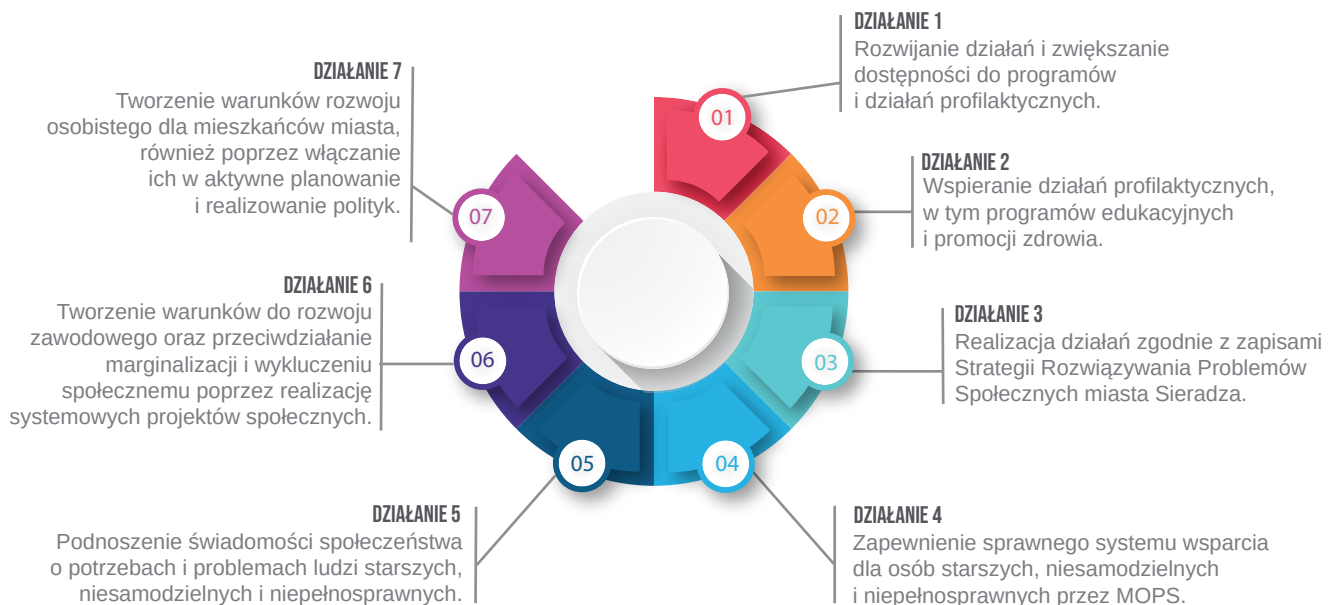 DZIAŁANIE 1
Rozwijanie działań i zwiększanie
dostępności do programów
i działań profilaktycznych.
01
DZIAŁANIE 2
Wspieranie działań profilaktycznych,
w tym programów edukacyjnych
i promocji zdrowia.
02
DZIAŁANIE 3
Realizacja działań zgodnie z zapisami
Strategii Rozwiązywania Problemów
Społecznych miasta Sieradza.
03
DZIAŁANIE 4
Zapewnienie sprawnego systemu wsparcia
dla osób starszych, niesamodzielnych
i niepełnosprawnych przez MOPS.
04
DZIAŁANIE 5
Podnoszenie świadomości społeczeństwa
o potrzebach i problemach ludzi starszych,
niesamodzielnych i niepełnosprawnych.
05
DZIAŁANIE 6
Tworzenie warunków do rozwoju
zawodowego oraz przeciwdziałanie
marginalizacji i wykluczeniu
społecznemu poprzez realizację
systemowych projektów społecznych.
06
DZIAŁANIE 7
Tworzenie warunków rozwoju
osobistego dla mieszkańców miasta,
również poprzez włączanie
ich w aktywne planowanie
i realizowanie polityk.
07